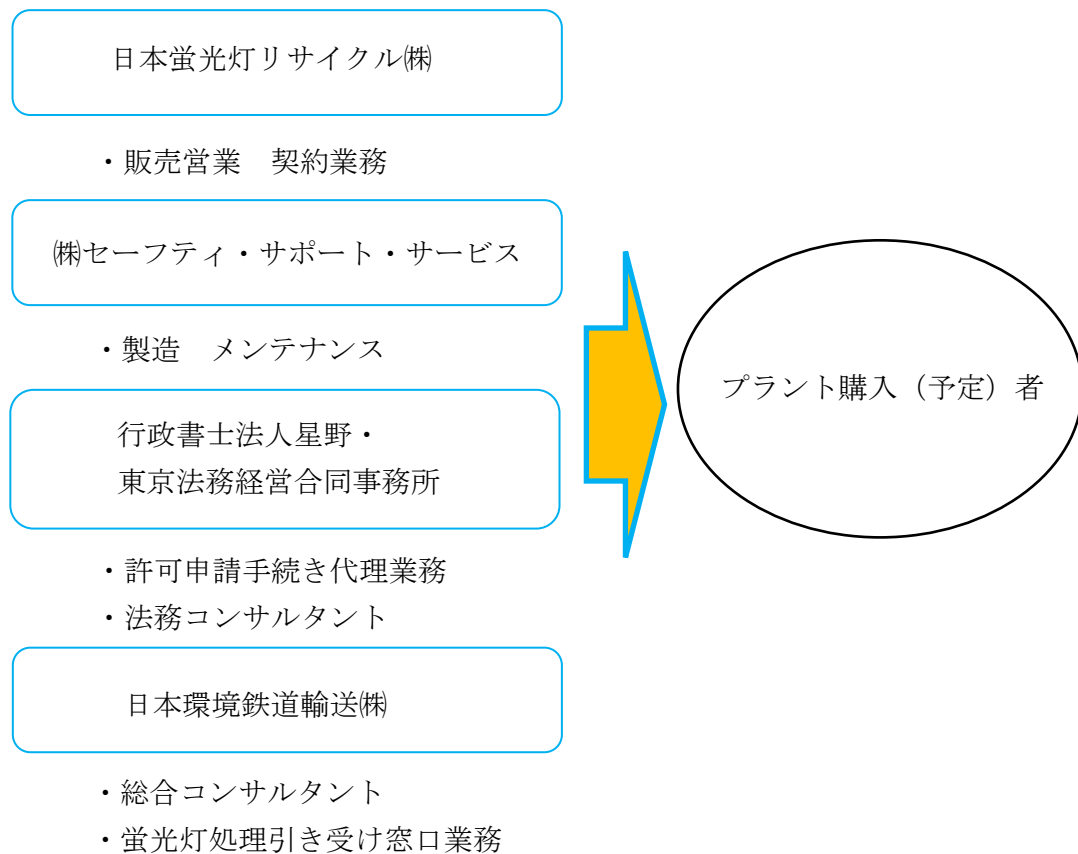 日本蛍光灯リサイクル㈱
・販売営業　契約業務
㈱セーフティ・サポート・サービス
・製造　メンテナンス
行政書士法人星野・
東京法務経営合同事務所
・許可申請手続き代理業務
・法務コンサルタント
日本環境鉄道輸送㈱
・総合コンサルタント
・蛍光灯処理引き受け窓口業務
プラント購入（予定）者